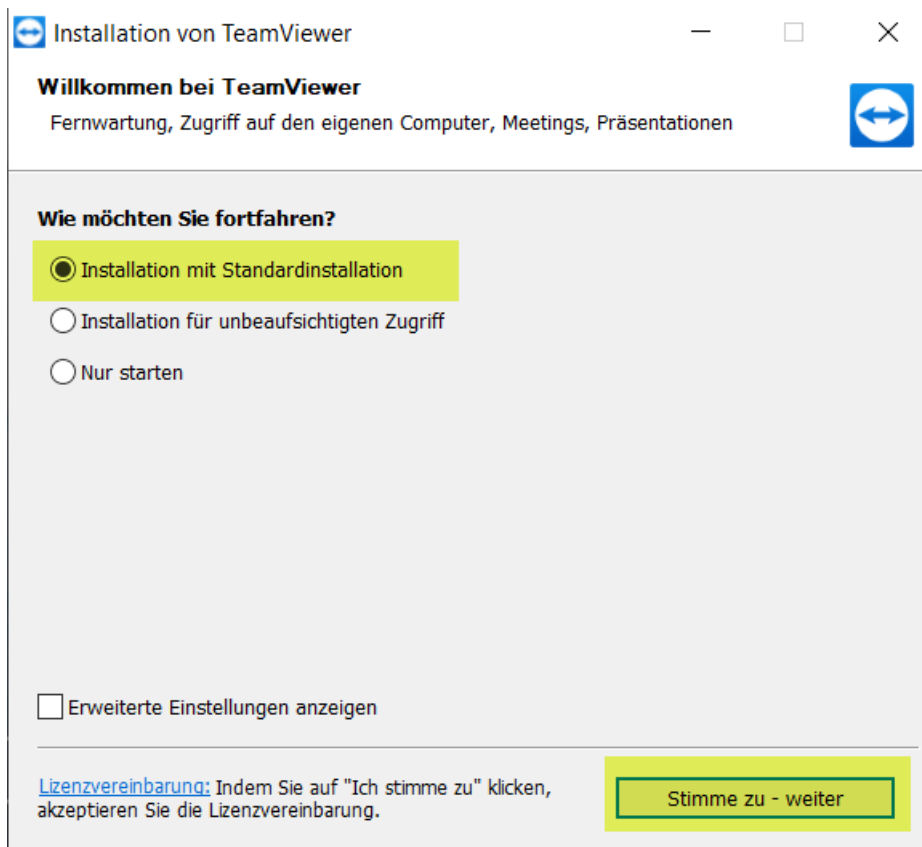 Installation von TeamViewer
Willkommen bei TeamViewer
Fernwartung, Zugriff auf den eigenen Computer, Meetings, Präsentationen
Wie möchten Sie fortfahren?
Installation mit Standardinstallation
Installation für unbeaufsichtigten Zugriff
Nur starten
Erweiterte Einstellungen anzeigen
Lizenzvereinbarung: Indem Sie auf "Ich stimme zu" klicken,
akzeptieren Sie die Lizenzvereinbarung.
Stimme zu - weiter